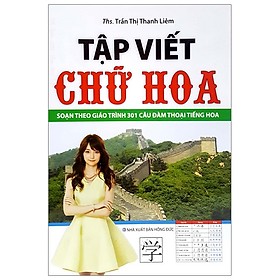 Ths. Trần Thị Thanh Liêm
TẬP VIẾT
CHỮ HOA
SOẠN THEO GIÁO TRÌNH 301 CÂU ĐÀM THOẠI TIẾNG HOA
NHÀ XUẤT BẢN HỒNG ĐỨC
学